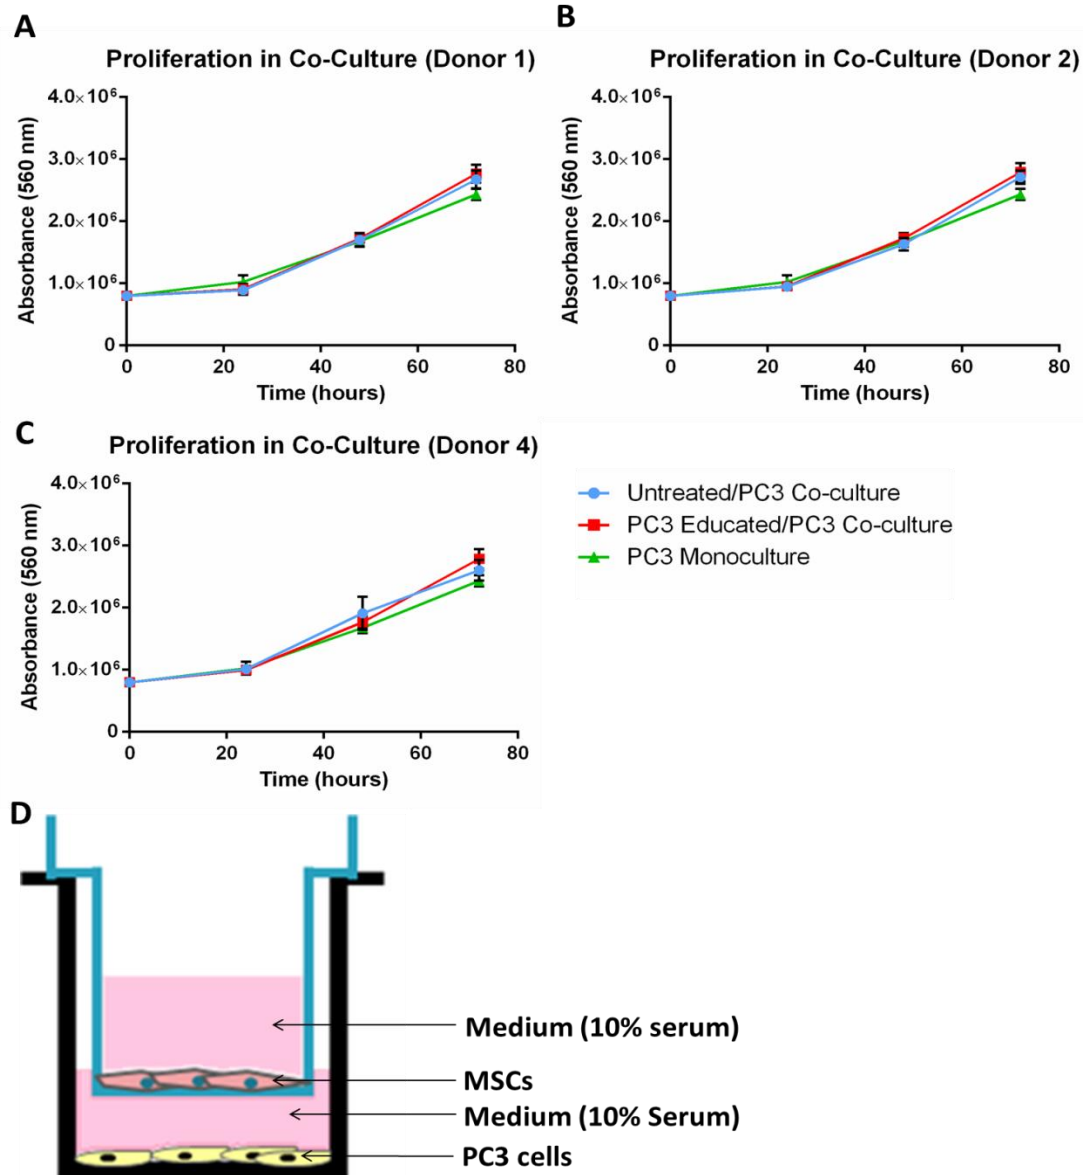 A
Proliferation in Co-Culture (Donor 1)
Absorbance (560 nm)
4.0×10⁶
3.0×10⁶
2.0×10⁶
1.0×10⁶
0
0 20 40 60 80
Time (hours)
B
Proliferation in Co-Culture (Donor 2)
Absorbance (560 nm)
4.0×10⁶
3.0×10⁶
2.0×10⁶
1.0×10⁶
0
0 20 40 60 80
Time (hours)
C
Proliferation in Co-Culture (Donor 4)
Absorbance (560 nm)
4.0×10⁶
3.0×10⁶
2.0×10⁶
1.0×10⁶
0
0 20 40 60 80
Time (hours)
Untreated/PC3 Co-culture
PC3 Educated/PC3 Co-culture
PC3 Monoculture
D
Medium (10% serum)
MSCs
Medium (10% Serum)
PC3 cells